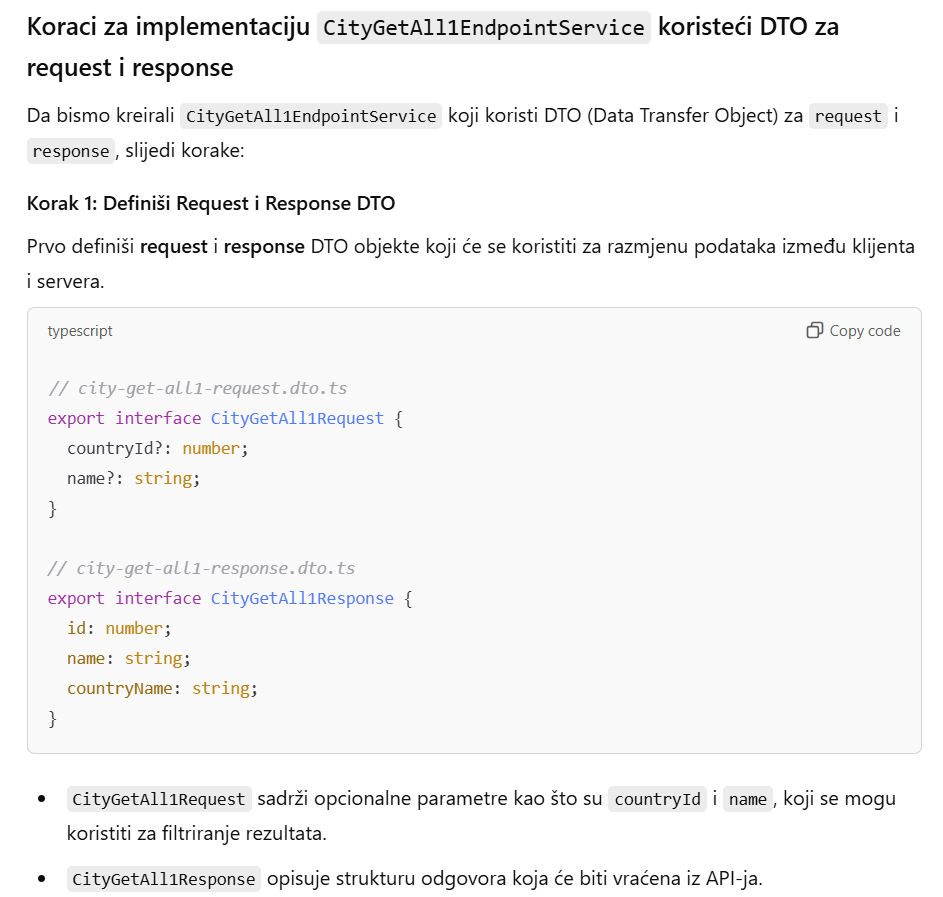 Koraci za implementaciju CityGetAll1EndpointService koristeći DTO za
request i response
Da bismo kreirali CityGetAll1EndpointService koji koristi DTO (Data Transfer Object) za request i
response, slijedi korake:
Korak 1: Definiši Request i Response DTO
Prvo definiši request i response DTO objekte koji će se koristiti za razmjenu podataka između klijenta
i servera.
typescript Copy code
// city-get-all1-request.dto.ts
export interface CityGetAll1Request {
  countryId?: number;
  name?: string;
}
// city-get-all1-response.dto.ts
export interface CityGetAll1Response {
  id: number;
  name: string;
  countryName: string;
}
• CityGetAll1Request sadrži opcionalne parametre kao što su countryId i name, koji se mogu
koristiti za filtriranje rezultata.
• CityGetAll1Response opisuje strukturu odgovora koja će biti vraćena iz API-ja.